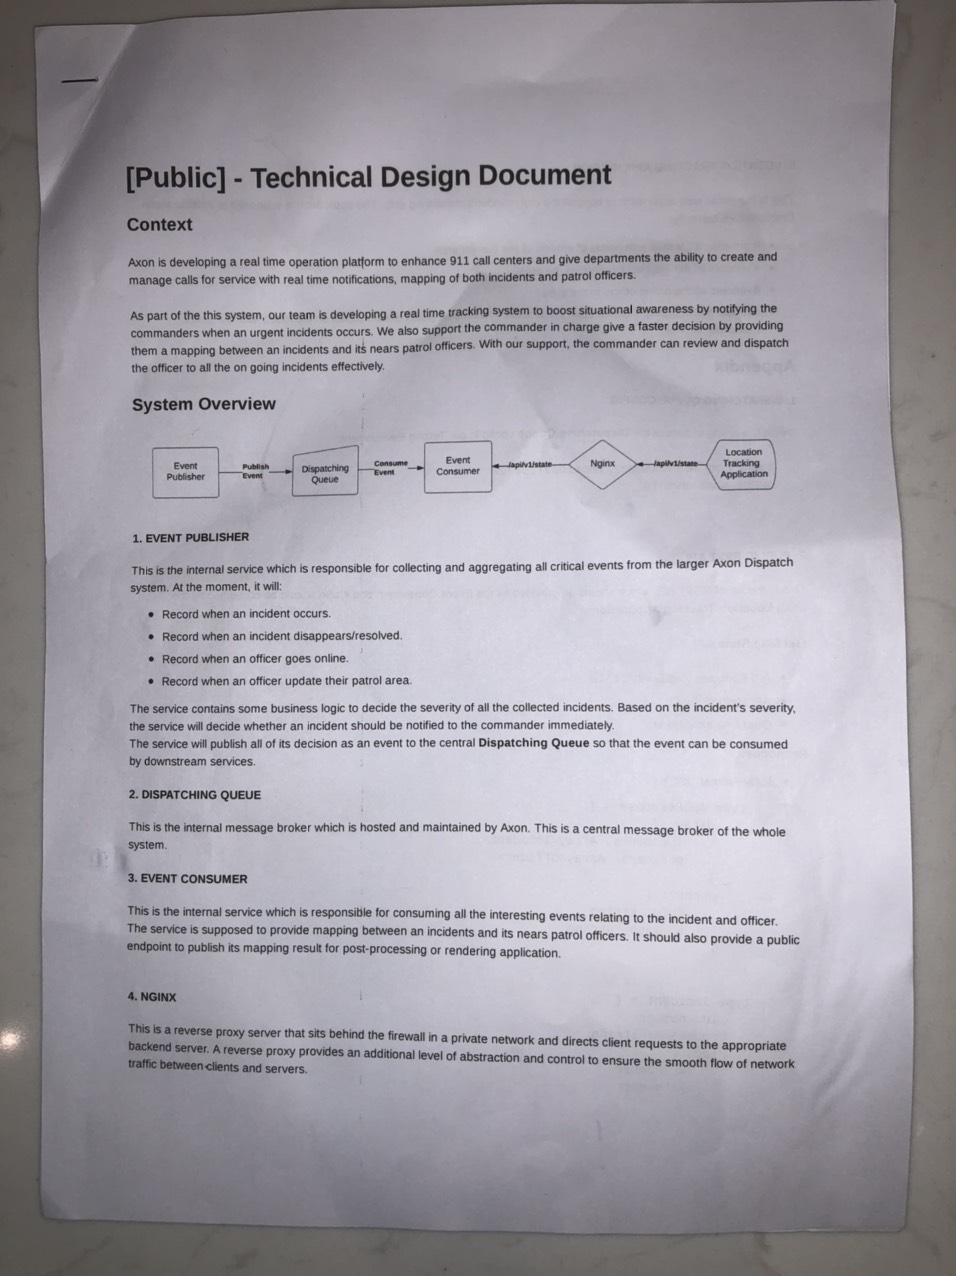 [Public] - Technical Design Document
Context
Axon is developing a real time operation platform to enhance 911 call centers and give departments the ability to create and
manage calls for service with real time notifications, mapping of both incidents and patrol officers.
As part of the this system, our team is developing a real time tracking system to boost situational awareness by notifying the
commanders when an urgent incidents occurs. We also support the commander in charge give a faster decision by providing
them a mapping between an incidents and its nears patrol officers. With our support, the commander can review and dispatch
the officer to all the on going incidents effectively.
System Overview
Event
Publisher
Publish
Event
Dispatching
Queue
Consume
Event
Event
Consumer
/api/v1/state
Nginx
/api/v1/state
Location
Tracking
Application
1. EVENT PUBLISHER
This is the internal service which is responsible for collecting and aggregating all critical events from the larger Axon Dispatch
system. At the moment, it will:
• Record when an incident occurs.
• Record when an incident disappears/resolved.
• Record when an officer goes online.
• Record when an officer update their patrol area.
The service contains some business logic to decide the severity of all the collected incidents. Based on the incident's severity,
the service will decide whether an incident should be notified to the commander immediately.
The service will publish all of its decision as an event to the central Dispatching Queue so that the event can be consumed
by downstream services.
2. DISPATCHING QUEUE
This is the internal message broker which is hosted and maintained by Axon. This is a central message broker of the whole
system.
3. EVENT CONSUMER
This is the internal service which is responsible for consuming all the interesting events relating to the incident and officer.
The service is supposed to provide mapping between an incidents and its nears patrol officers. It should also provide a public
endpoint to publish its mapping result for post-processing or rendering application.
4. NGINX
This is a reverse proxy server that sits behind the firewall in a private network and directs client requests to the appropriate
backend server. A reverse proxy provides an additional level of abstraction and control to ensure the smooth flow of network
traffic between clients and servers.